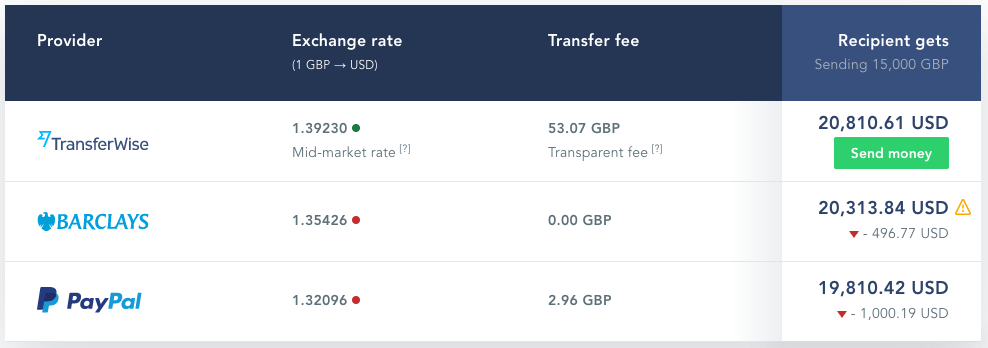 Provider Exchange rate Transfer fee Recipient gets
(1 GBP → USD) Sending 15,000 GBP
TransferWise 1.39230 53.07 GBP 20,810.61 USD
Mid-market rate [?] Transparent fee [?] Send money
BARCLAYS 1.35426 0.00 GBP 20,313.84 USD
- 496.77 USD
PayPal 1.32096 2.96 GBP 19,810.42 USD
- 1,000.19 USD